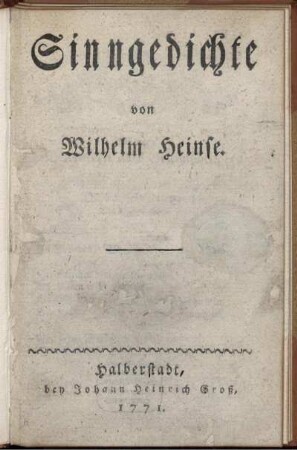 Sinngedichte
von
Wilhelm Heinse.
Halberstadt,
bey Johann Heinrich Groß,
1771.